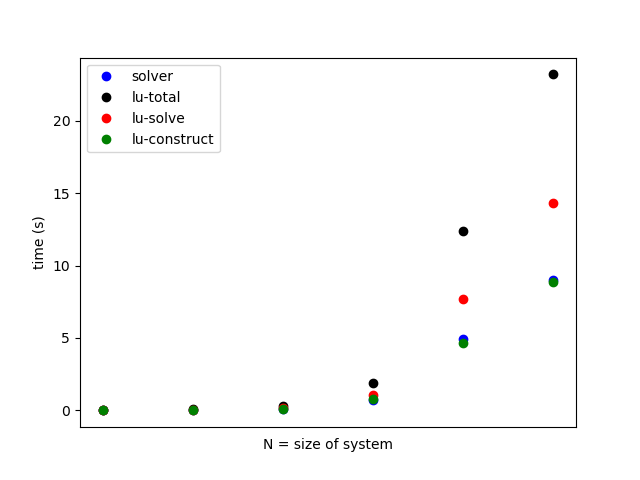 solver
lu-total
lu-solve
lu-construct
20
15
10
5
0
time (s)
N = size of system